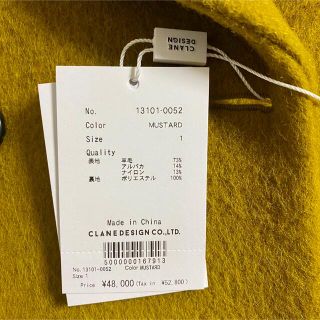 CLANE
DESIGN
No. 13101-0052
Color MUSTARD
Size 1
Quality
表地 羊毛 73%
アルパカ 14%
ナイロン 13%
裏地 ポリエステル 100%
Made in China
CLANE DESIGN CO., LTD.
5000000167913
No. 13101-0052 Color MUSTARD
Size 1
Price ¥48,000 (Tax in ¥52,800)